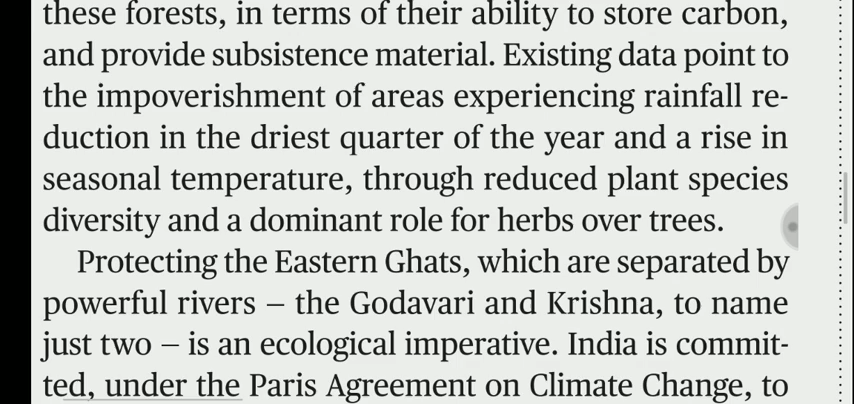 these forests, in terms of their ability to store carbon,
and provide subsistence material. Existing data point to
the impoverishment of areas experiencing rainfall re-
duction in the driest quarter of the year and a rise in
seasonal temperature, through reduced plant species
diversity and a dominant role for herbs over trees.
Protecting the Eastern Ghats, which are separated by
powerful rivers – the Godavari and Krishna, to name
just two – is an ecological imperative. India is commit-
ted, under the Paris Agreement on Climate Change, to